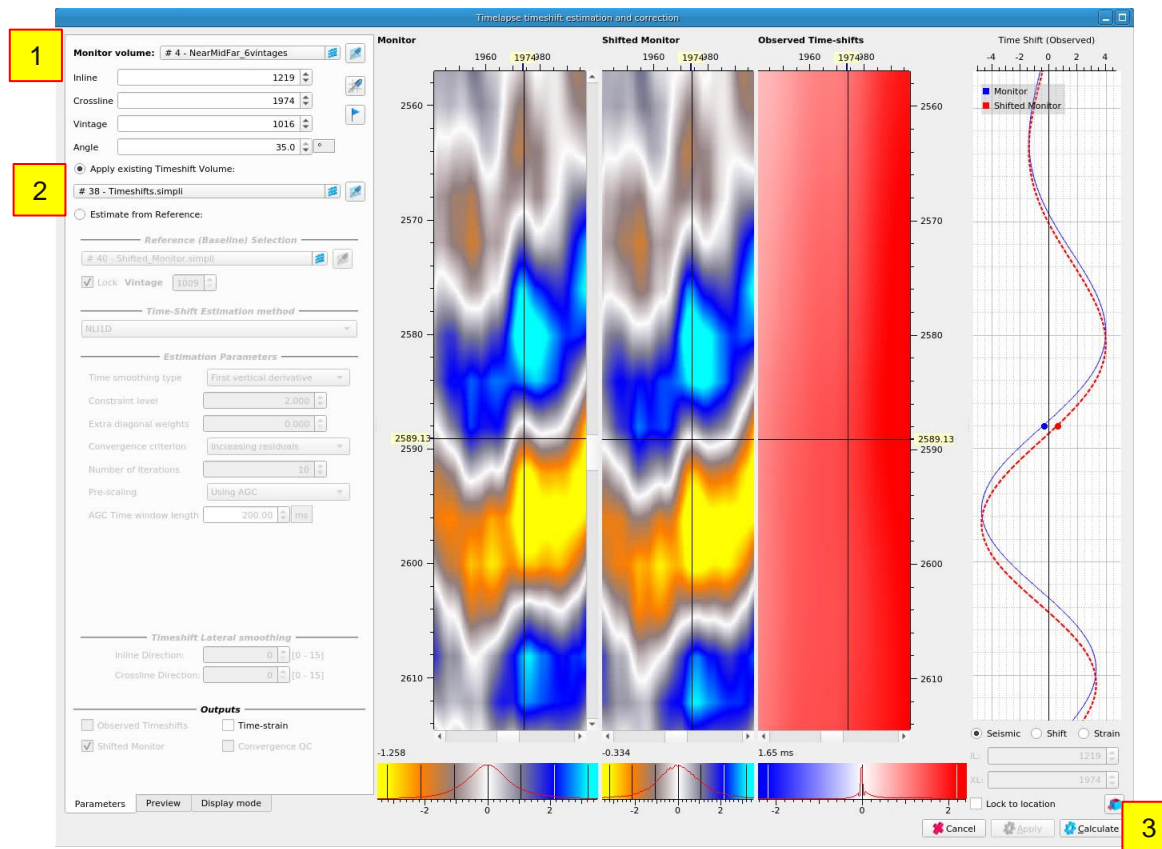 Timelapse timeshift estimation and correction
1
Monitor volume: # 4 - NearMidFar_6vintages
Inline 1219
Crossline 1974
Vintage 1016
Angle 35.0 °
Apply existing Timeshift Volume:
2
# 38 - Timeshifts.simpli
Estimate from Reference:
Reference (Baseline) Selection
# 40 - Shifted_Monitor.simpli
Lock Vintage 1009
Time-Shift Estimation method
NLI1D
Estimation Parameters
Time smoothing type First vertical derivative
Constraint level 2.000
Extra diagonal weights 0.000
Convergence criterion Increasing residuals
Number of Iterations 10
Pre-scaling Using AGC
AGC Time window length 200.00 ms
Timeshift Lateral smoothing
Inline Direction: 0 [0 - 15]
Crossline Direction: 0 [0 - 15]
Outputs
Observed Timeshifts Time-strain
Shifted Monitor Convergence QC
Parameters Preview Display mode
Monitor
1960 1974 980
2560
2570
2580
2589.13
2590
2600
2610
-1.258
-2 0 2
Shifted Monitor
1960 1974 980
-0.334
-2 0 2
Observed Time-shifts
1960 1974 980
2560
2570
2580
2589.13
2590
2600
2610
1.65 ms
-2 0 2
Time Shift (Observed)
-4 -2 0 2 4
Monitor
Shifted Monitor
Seismic Shift Strain
IL: 1219
XL: 1974
Lock to location
Cancel Apply Calculate
3